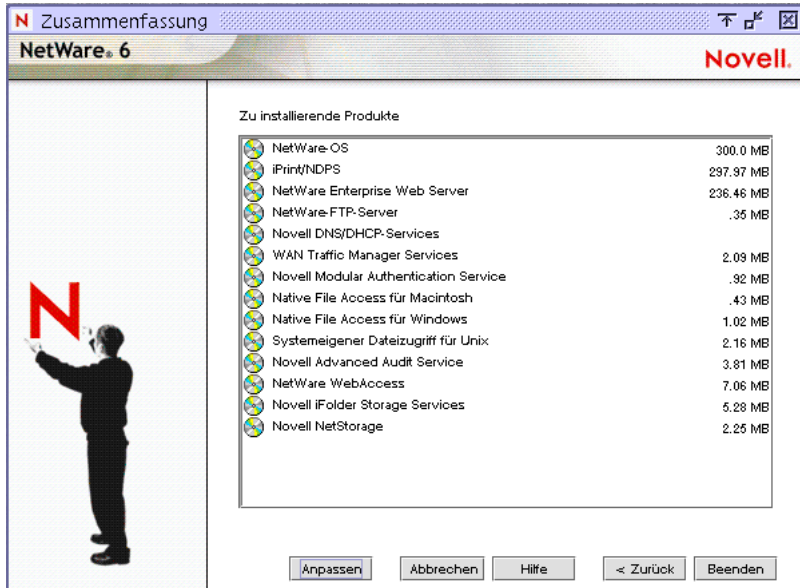 N Zusammenfassung
NetWare® 6
Novell.
Zu installierende Produkte
NetWare-OS 300.0 MB
iPrint/NDPS 297.97 MB
NetWare Enterprise Web Server 236.46 MB
NetWare-FTP-Server .35 MB
Novell DNS/DHCP-Services
WAN Traffic Manager Services 2.09 MB
Novell Modular Authentication Service .92 MB
Native File Access für Macintosh .43 MB
Native File Access für Windows 1.02 MB
Systemeigener Dateizugriff für Unix 2.16 MB
Novell Advanced Audit Service 3.81 MB
NetWare WebAccess 7.06 MB
Novell iFolder Storage Services 5.28 MB
Novell NetStorage 2.25 MB
N
Anpassen Abbrechen Hilfe < Zurück Beenden